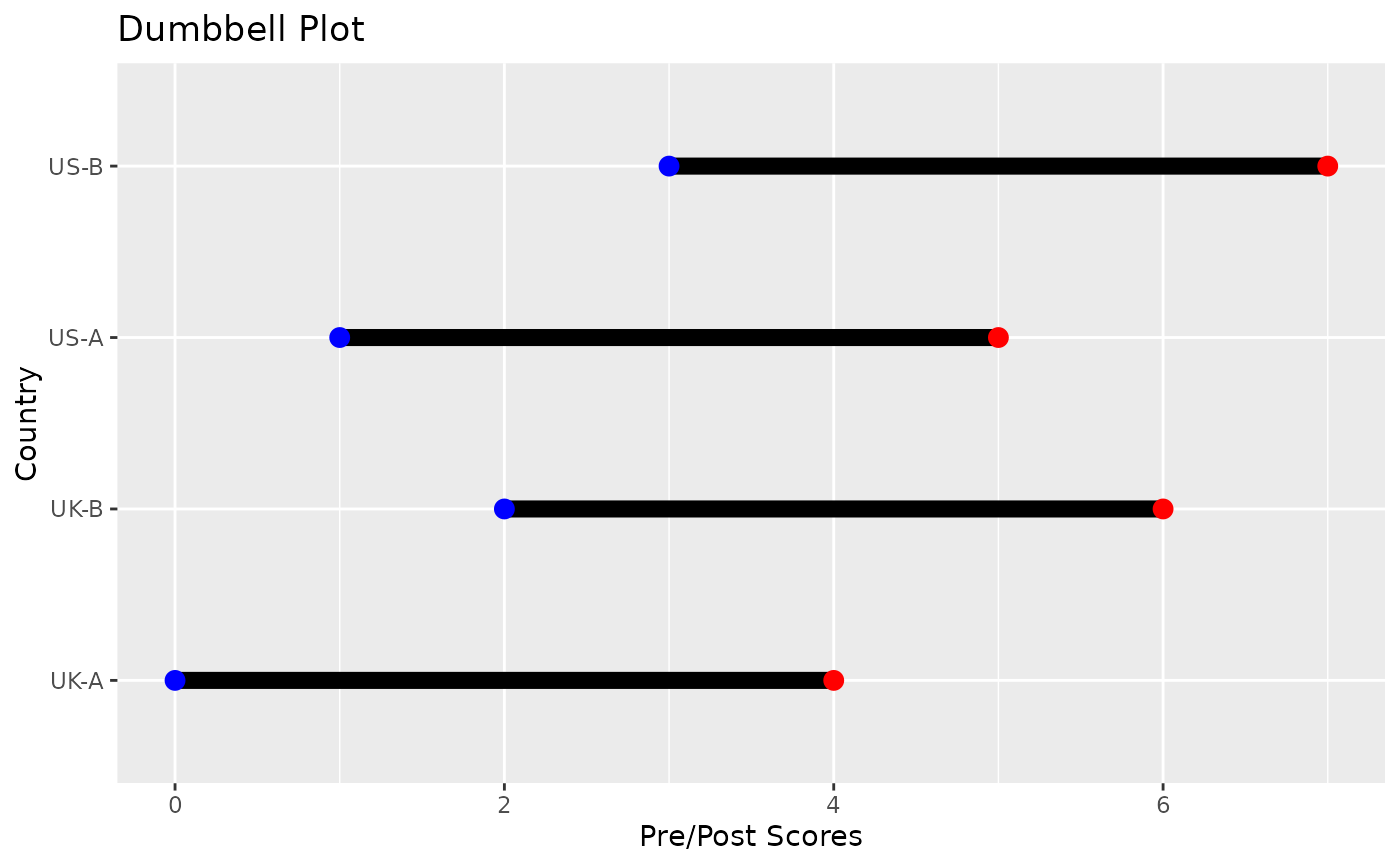 Dumbbell Plot
US-B
US-A
UK-B
UK-A
Country
0 2 4 6
Pre/Post Scores